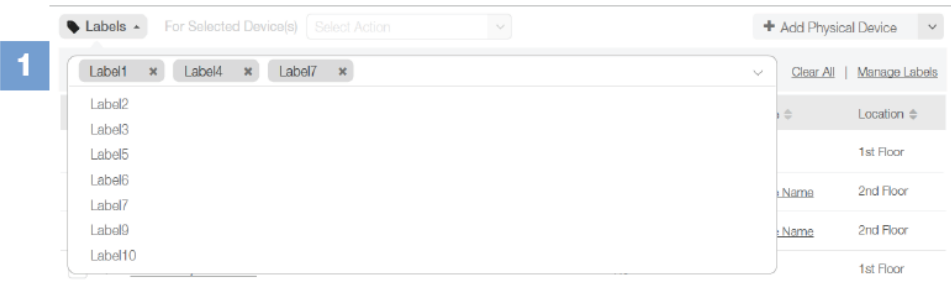 Labels For Selected Device(s) Select Action Add Physical Device
1
Label1 Label4 Label7 Clear All | Manage Labels
Label2
Location
Label3
Label5 1st Floor
Label6
Name 2nd Floor
Label7
Label9 Name 2nd Floor
Label10
1st Floor